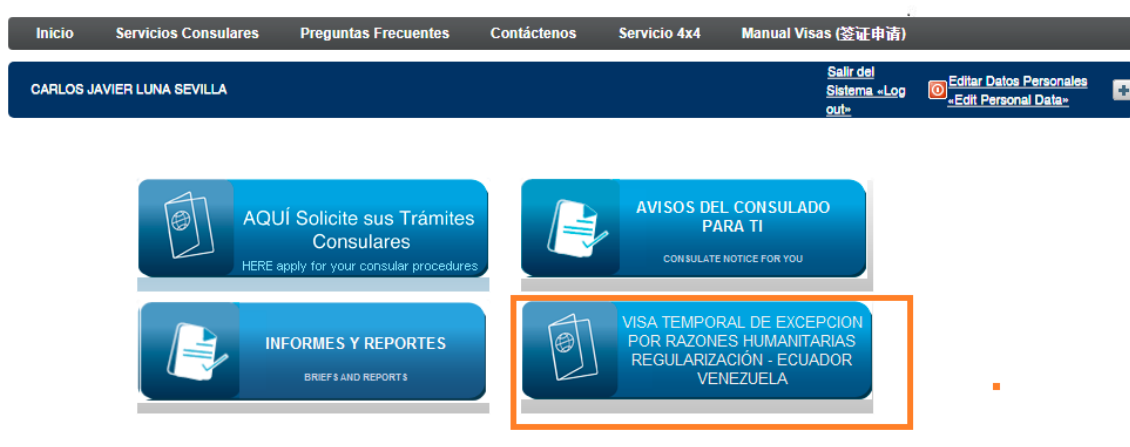 Inicio Servicios Consulares Preguntas Frecuentes Contáctenos Servicio 4x4 Manual Visas (签证申请)
CARLOS JAVIER LUNA SEVILLA
Salir del
Sistema «Log
out»
Editar Datos Personales
«Edit Personal Data»
AQUÍ Solicite sus Trámites
Consulares
HERE apply for your consular procedures
AVISOS DEL CONSULADO
PARA TI
CONSULATE NOTICE FOR YOU
INFORMES Y REPORTES
BRIEFS AND REPORTS
VISA TEMPORAL DE EXCEPCION
POR RAZONES HUMANITARIAS
REGULARIZACIÓN - ECUADOR
VENEZUELA